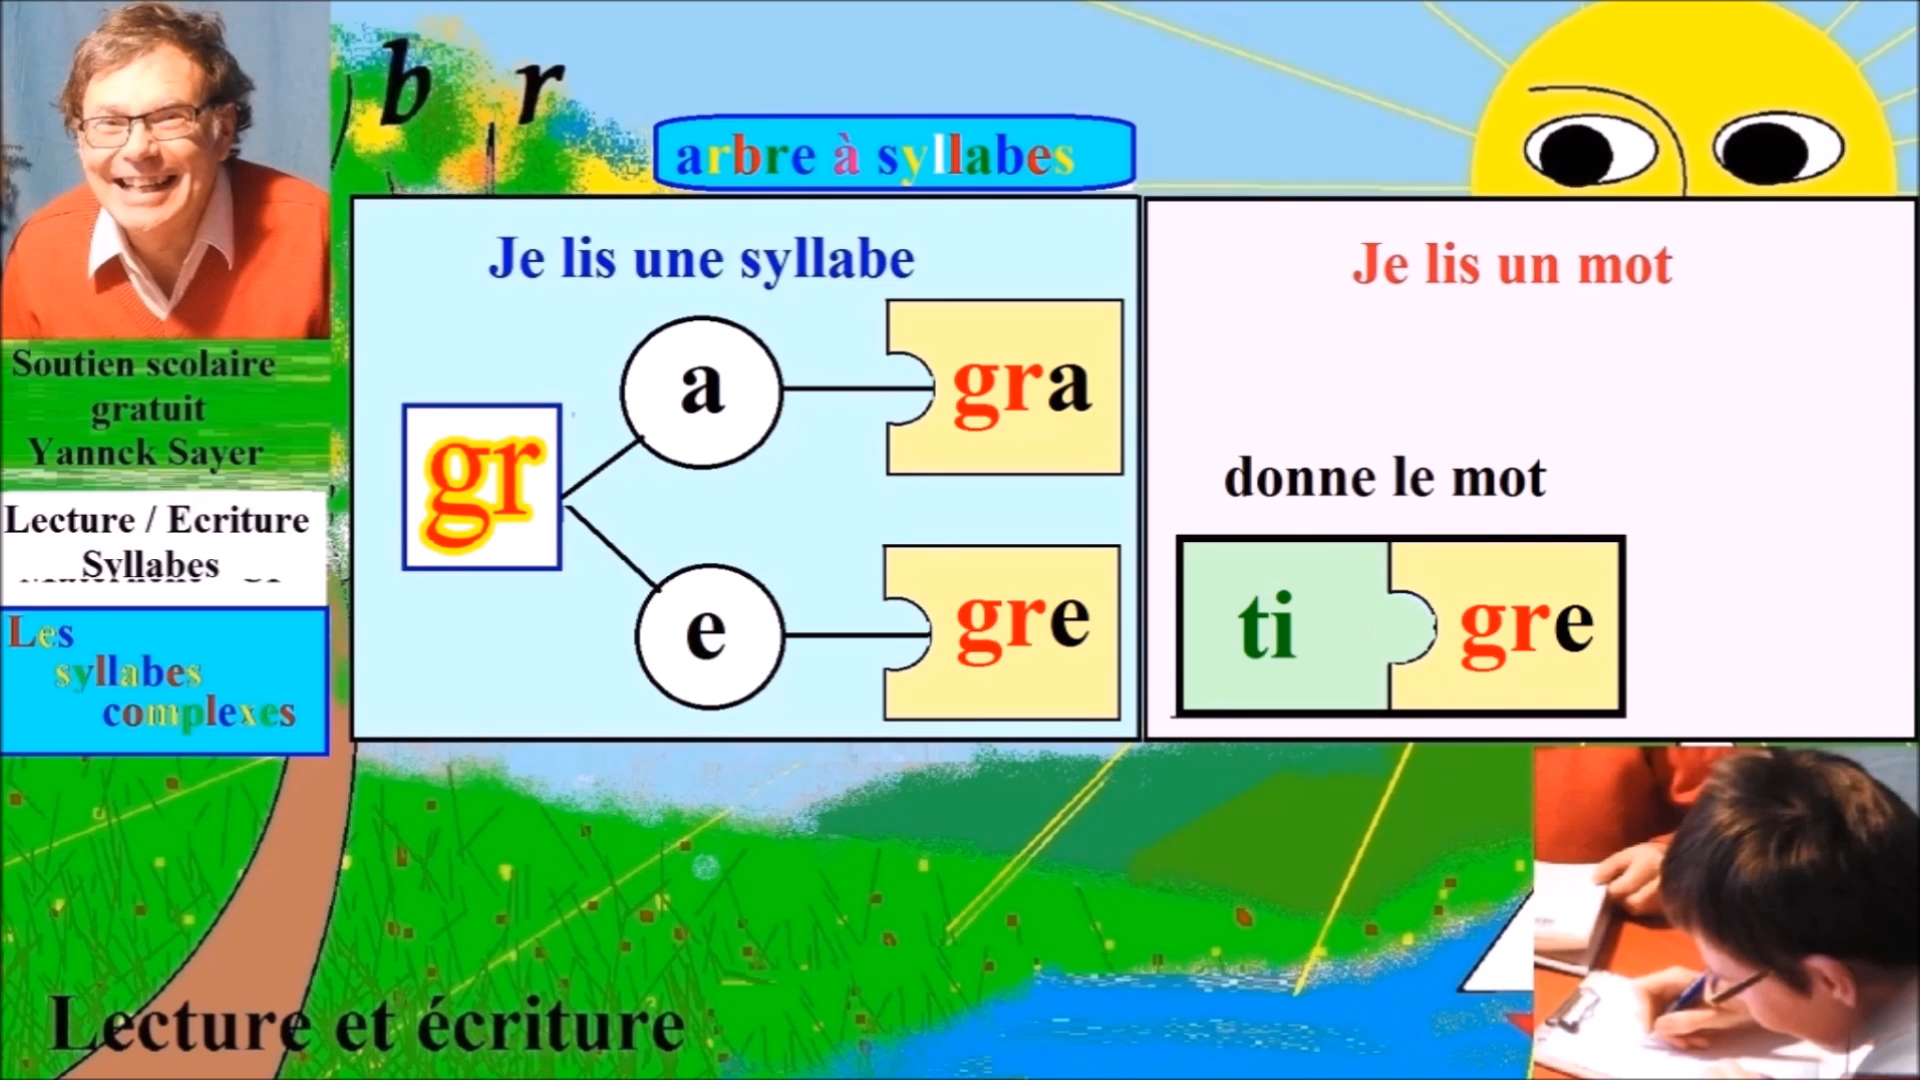 b r
arbre à syllabes
Soutien scolaire
gratuit
Yannck Sayer
Lecture / Ecriture
Syllabes
Les
syllabes
complexes
Je lis une syllabe
gr
a
gra
e
gre
Je lis un mot
donne le mot
ti gre
Lecture et écriture